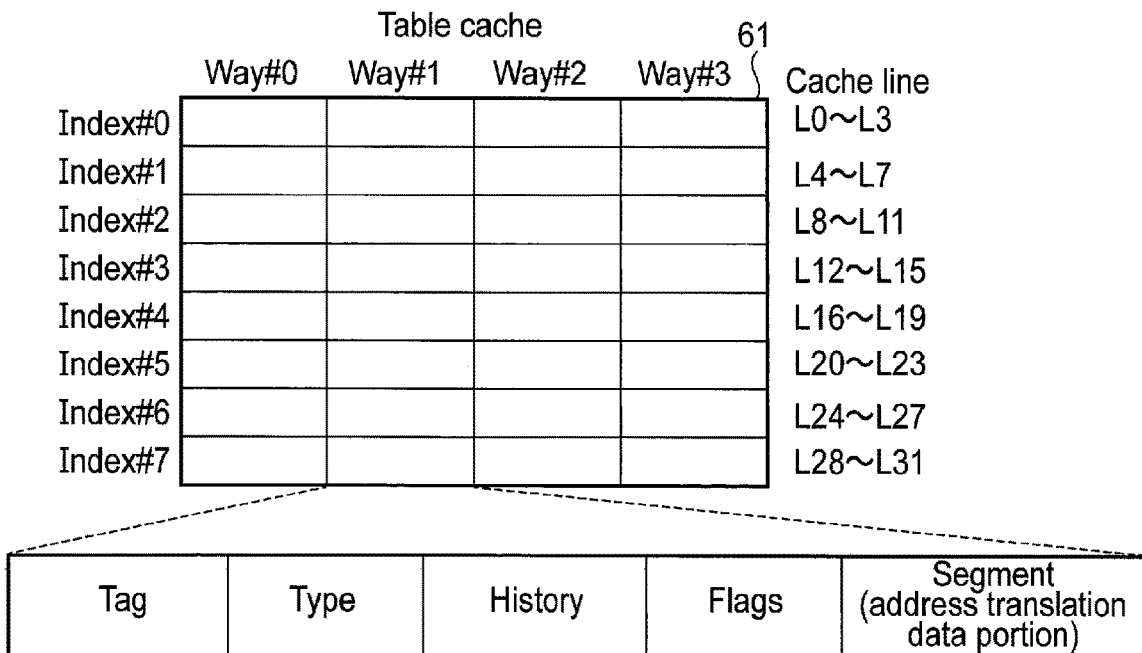 Table cache
61
Way#0 Way#1 Way#2 Way#3 Cache line
Index#0 L0~L3
Index#1 L4~L7
Index#2 L8~L11
Index#3 L12~L15
Index#4 L16~L19
Index#5 L20~L23
Index#6 L24~L27
Index#7 L28~L31
Tag Type History Flags Segment
(address translation
data portion)